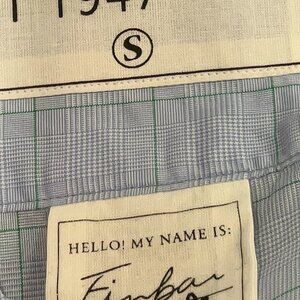 1947
S
HELLO! MY NAME IS:
Finbar